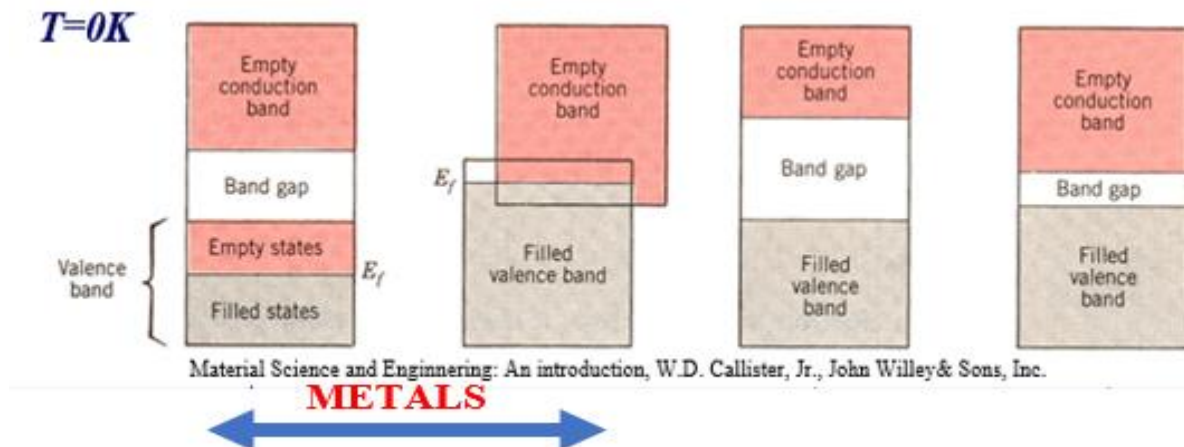 T=0K
Empty
conduction
band
Band gap
Empty states
Filled states
Valence
band
E_f
Empty
conduction
band
E_f
Filled
valence band
Empty
conduction
band
Band gap
Filled
valence
band
Empty
conduction
band
Band gap
Filled
valence
band
Material Science and Enginnering: An introduction, W.D. Callister, Jr., John Willey& Sons, Inc.
METALS